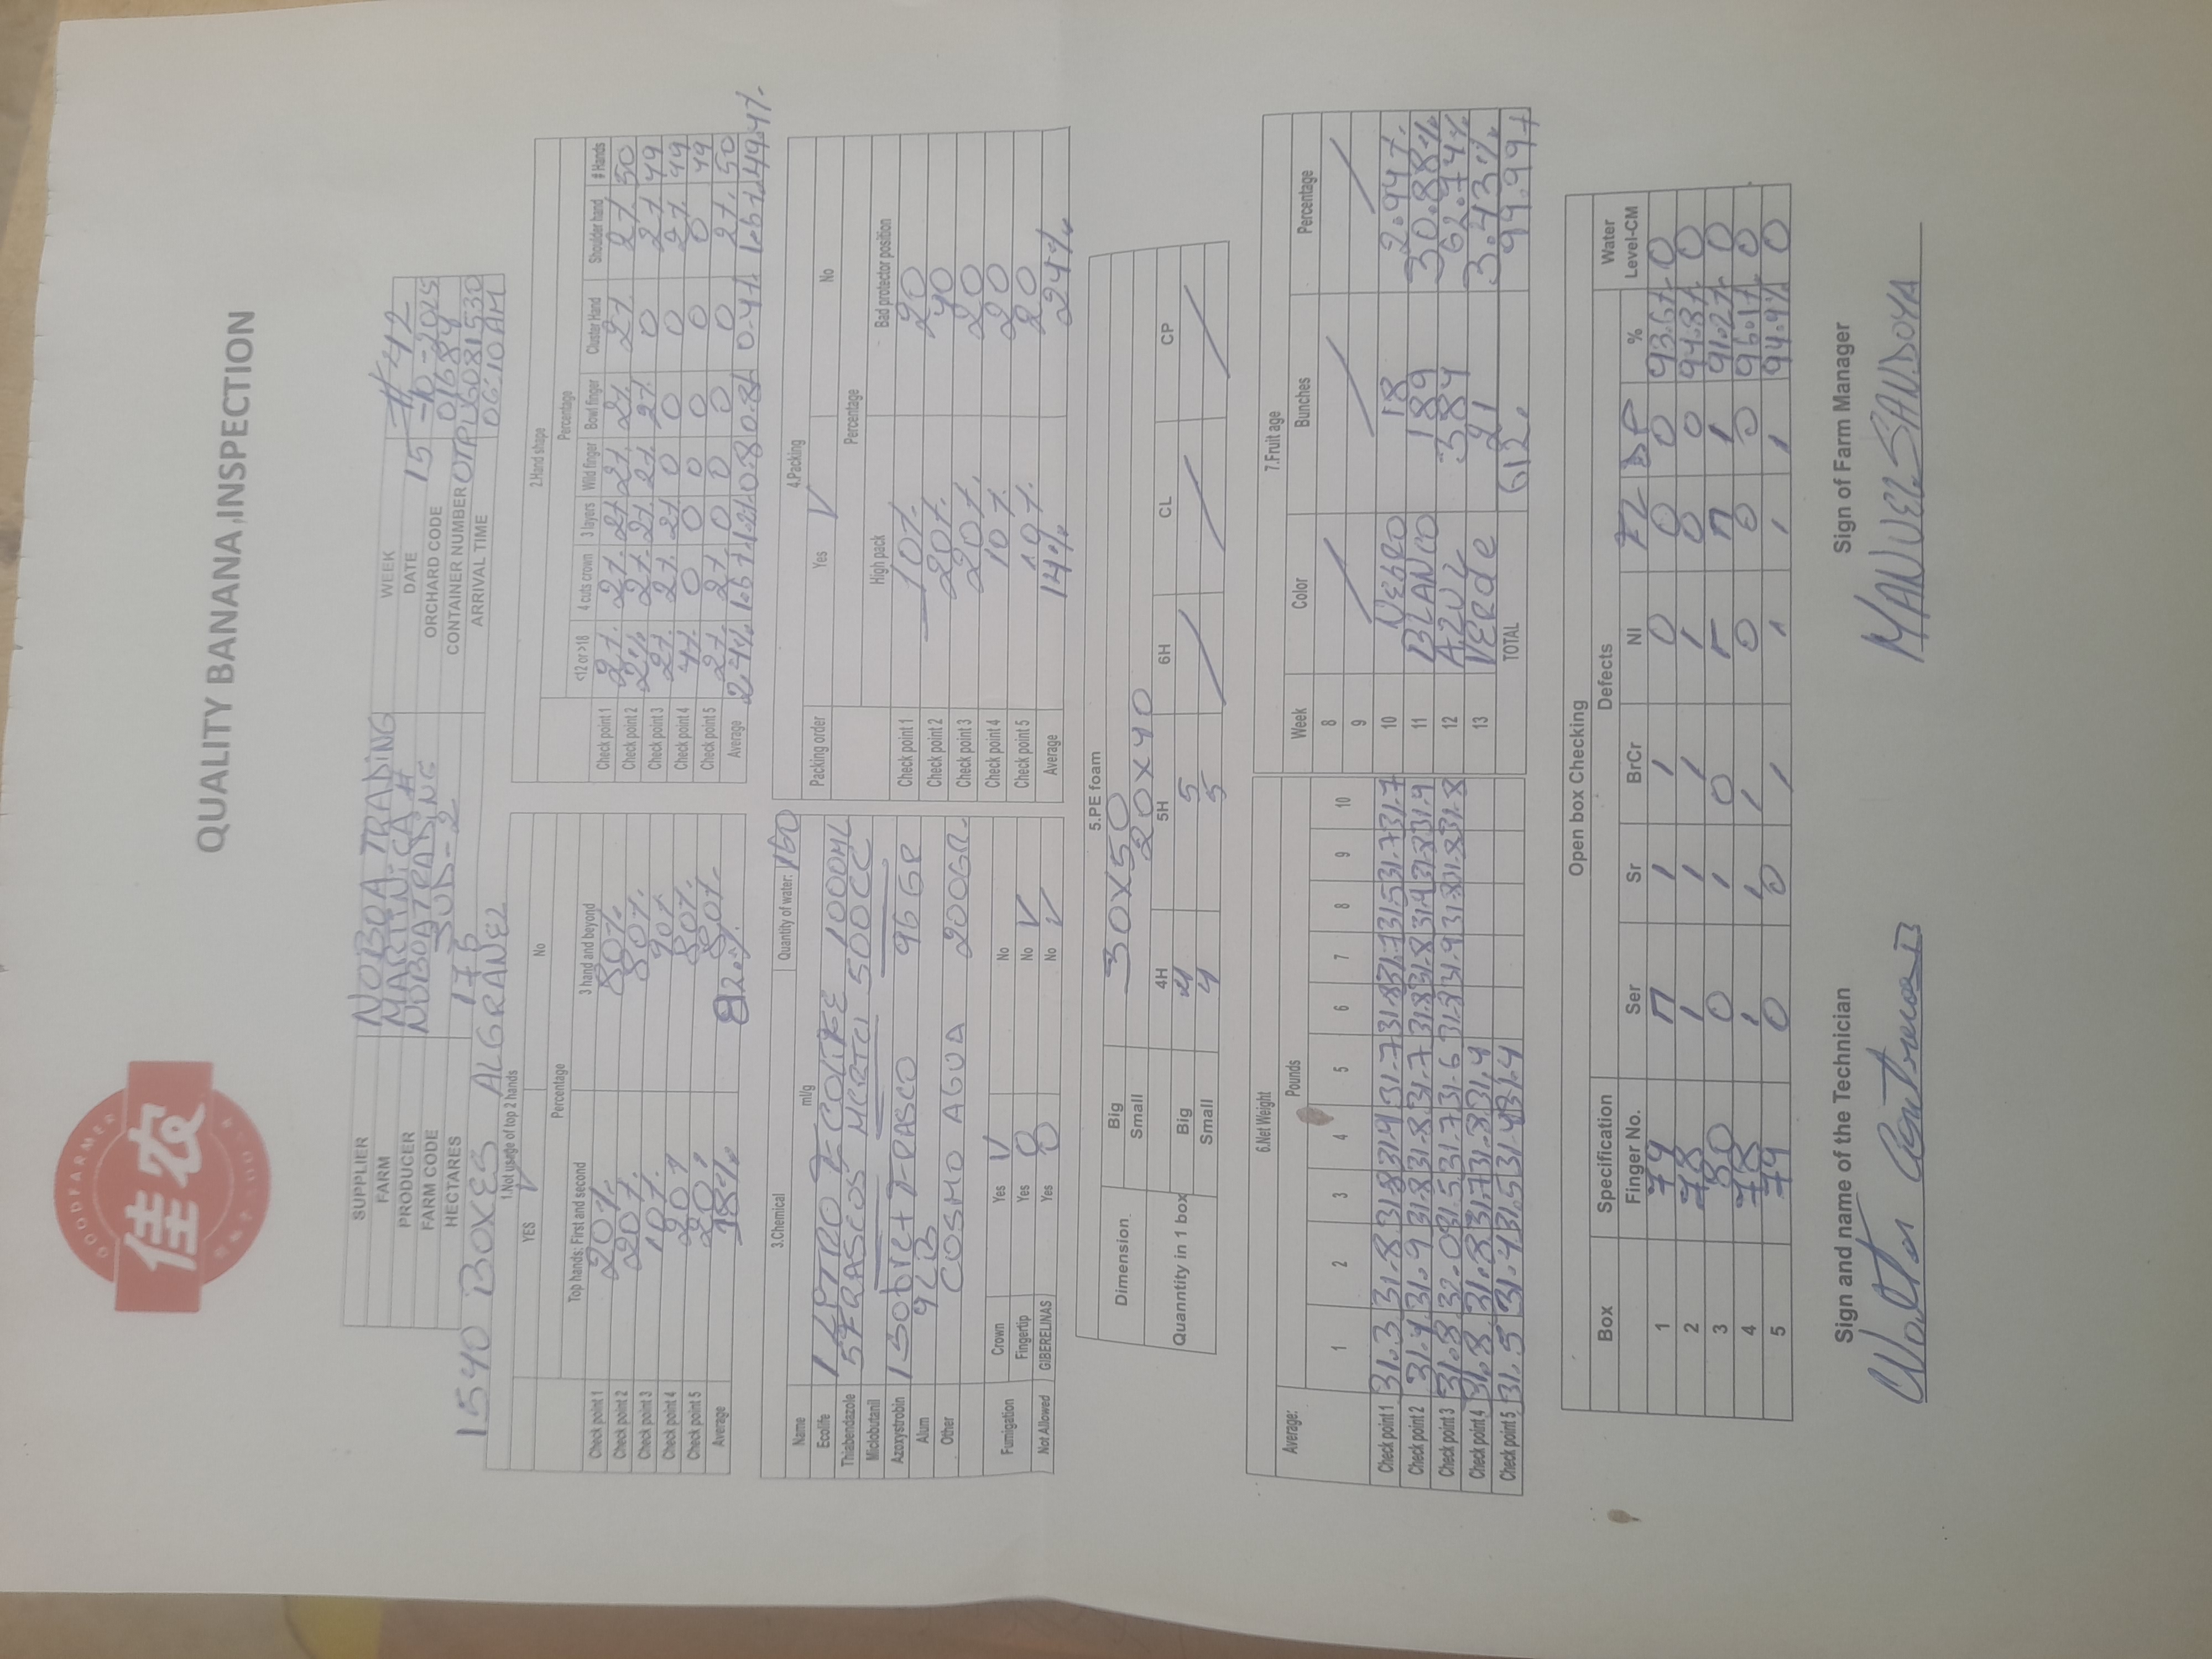 GOODFARMER
佳农
QUALITY BANANA INSPECTION
SUPPLIER NOBOA TRADING WEEK #42
FARM MARTINICA # DATE 15-10-2025
PRODUCER NOBOATRADING ORCHARD CODE 01684
FARM CODE SUD-2 CONTAINER NUMBER OTPU6081530
HECTARES 176 ARRIVAL TIME 06:10AM
1540 BOXES ALGRANEL
1.Not usage of top 2 hands
YES √ No
Percentage
Top hands: First and second 3 hand and beyond
Check point 1 20% 80%
Check point 2 20% 80%
Check point 3 10% 90%
Check point 4 20% 80%
Check point 5 20% 80%
Average 18% 82.%
2.Hand shape
Percentage
<12 or >18 4 cuts crown 3 layers Wild finger Bowl finger Cluster Hand Shoulder hand # Hands
Check point 1 2% 2% 2% 2% 2% 2% 2% 50
Check point 2 2% 2% 2% 2% 2% 0 2% 49
Check point 3 2% 2% 2% 0 0 0 2% 49
Check point 4 4% 0 0 0 0 0 0 49
Check point 5 2% 2% 0 0 0 0 2% 50
Average 2.4% 1.6% 1.2% 0.8 0.8% 0.4% 1.6% 49.4%
3.Chemical Quantity of water: 160
Name ml/g
Ecolife 1 LITRO ECOLIFE 1000ML
Thiabendazole 5 FRASCOS MERTCI 500CC
Miclobutanil
Azoxystrobin 1 Sobre + FRASCO 96 GR
Alum 9LB
Other COSMO AGUA 200GR.
Fumigation Crown Yes √ No
Fingertip Yes 0 No √
Not Allowed GIBERELINAS Yes 0 No √
4.Packing
Packing order Yes √ No
Percentage
High pack Bad protector position
Check point 1 10% 20
Check point 2 20% 40
Check point 3 20% 20
Check point 4 10% 20
Check point 5 10% 20
Average 14% 24%
5.PE foam
Dimension Big 30X50
Small 20X40
4H 5H 6H CL CP
Quanntity in 1 box Big 4 5
Small 4 5
6.Net Weight
Average: Pounds
1 2 3 4 5 6 7 8 9 10
Check point 1 31.3 31.8 31.8 31.9 31.7 31.8 31.7 31.5 31.7 31.7
Check point 2 31.4 31.9 31.8 31.8 31.7 31.8 31.8 31.9 31.8 31.9
Check point 3 31.8 32.0 31.5 31.7 31.6 31.8 31.9 31.8 31.8 31.8
Check point 4 31.8 31.8 31.7 31.8 31.4
Check point 5 31.5 31.4 31.5 31.4 31.4
7.Fruit age
Week Color Bunches Percentage
8
9
10 NEGRO 18 2.94%
11 BLANCO 189 30.88%
12 AZUL 384 62.74%
13 VERde 21 3.43%
TOTAL 612. 99.99%
Open box Checking
Box Specification Defects Water
Finger No. Ser Sr BrCr NI FL DP % Level-CM
1 79 1 1 0 0 0 93.6% 0
2 78 1 1 1 1 0 0 94.8% 0
3 80 0 1 0 1 91.2% 0
4 78 1 1 1 0 0 0 96.1% 0
5 79 0 0 1 1 1 1 94.9% 0
Sign and name of the Technician Sign of Farm Manager
Walter MANUEL SANDOYA